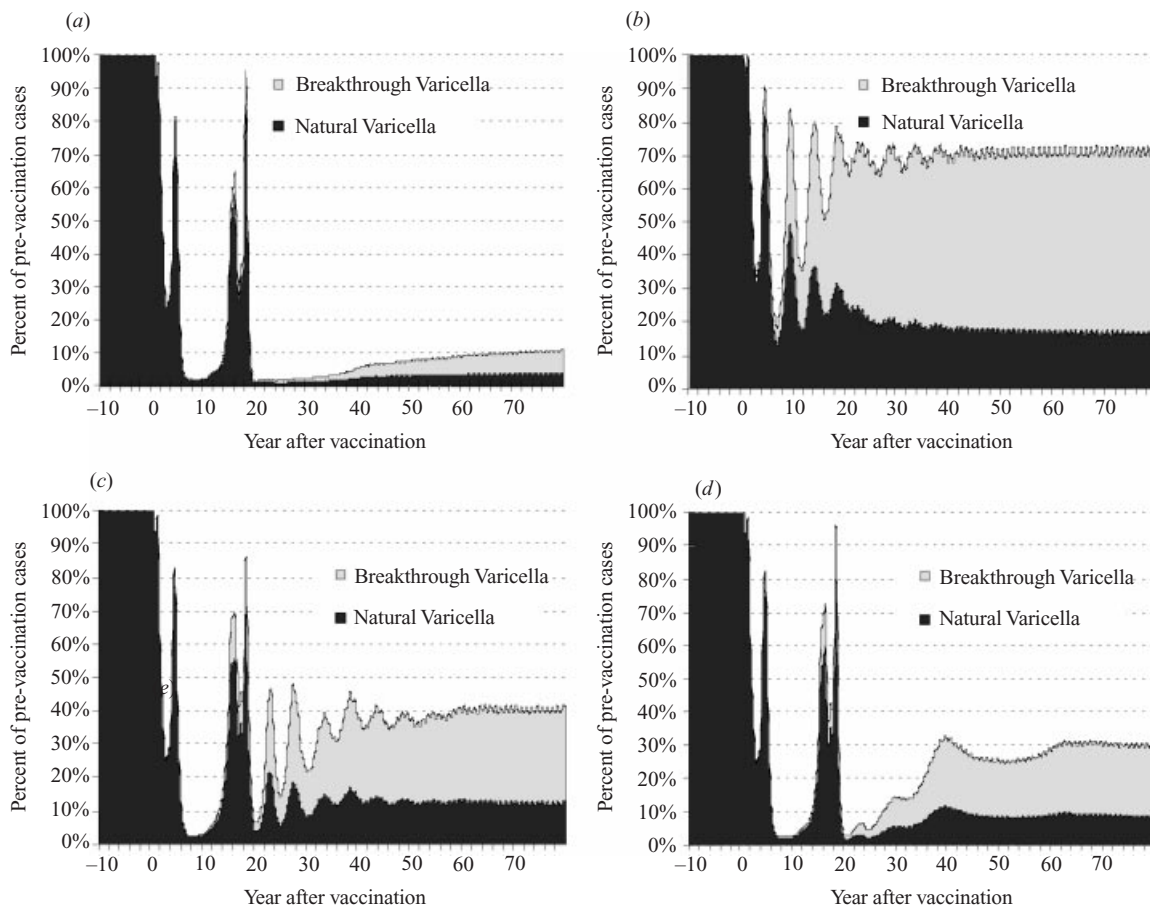 (a)
Percent of pre-vaccination cases
100%
90%
80%
70%
60%
50%
40%
30%
20%
10%
0%
Breakthrough Varicella
Natural Varicella
–10 0 10 20 30 40 50 60 70
Year after vaccination
(b)
Percent of pre-vaccination cases
100%
90%
80%
70%
60%
50%
40%
30%
20%
10%
0%
Breakthrough Varicella
Natural Varicella
–10 0 10 20 30 40 50 60 70
Year after vaccination
(c)
Percent of pre-vaccination cases
100%
90%
80%
70%
60%
50%
40%
30%
20%
10%
0%
e)
Breakthrough Varicella
Natural Varicella
–10 0 10 20 30 40 50 60 70
Year after vaccination
(d)
Percent of pre-vaccination cases
100%
90%
80%
70%
60%
50%
40%
30%
20%
10%
0%
Breakthrough Varicella
Natural Varicella
–10 0 10 20 30 40 50 60 70
Year after vaccination